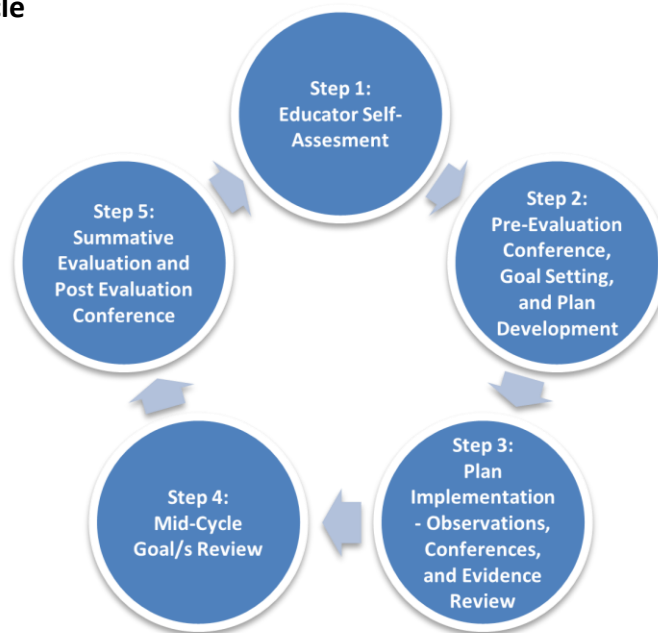 Step 1:
Educator Self-
Assesment
Step 2:
Pre-Evaluation
Conference,
Goal Setting,
and Plan
Development
Step 3:
Plan
Implementation
- Observations,
Conferences,
and Evidence
Review
Step 4:
Mid-Cycle
Goal/s Review
Step 5:
Summative
Evaluation and
Post Evaluation
Conference